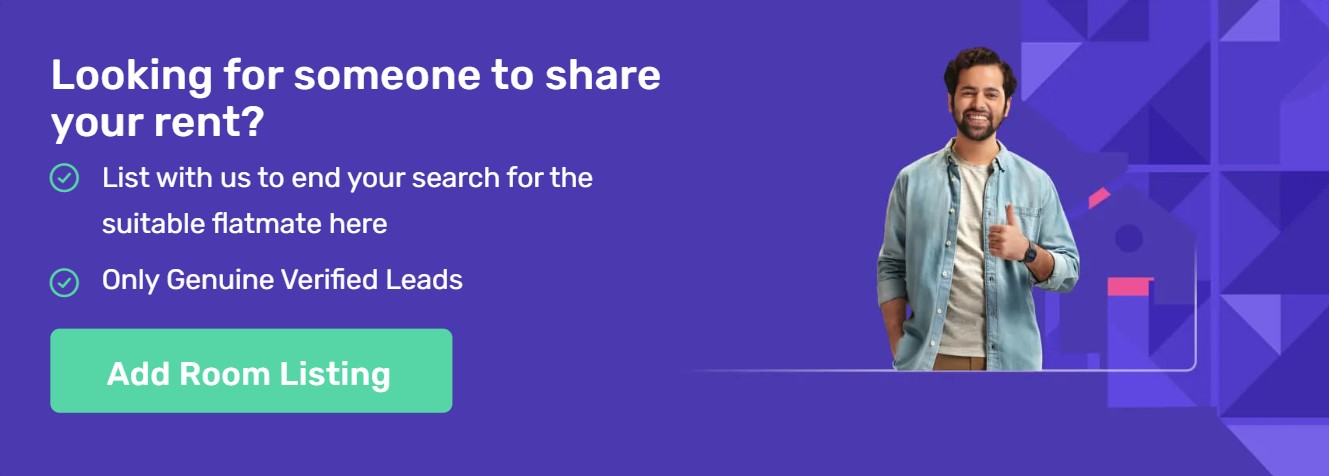 Looking for someone to share
your rent?
List with us to end your search for the
suitable flatmate here
Only Genuine Verified Leads
Add Room Listing